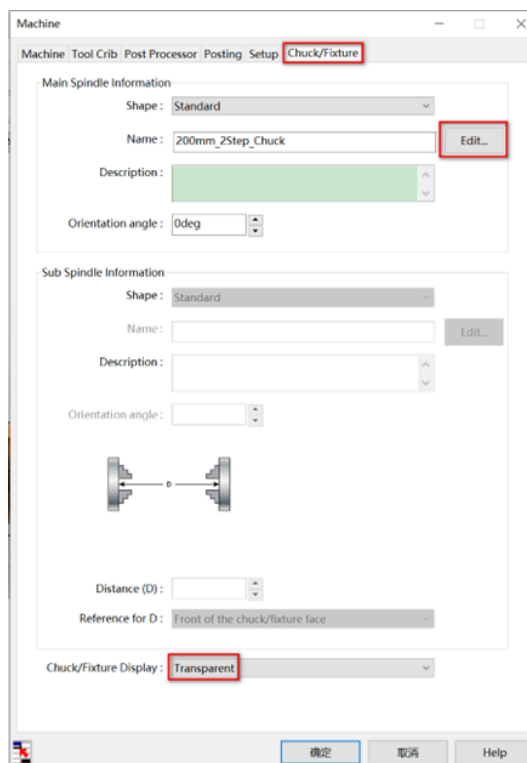 Machine
Machine Tool Crib Post Processor Posting Setup Chuck/Fixture
Main Spindle Information
Shape : Standard
Name : 200mm_2Step_Chuck Edit...
Description :
Orientation angle : 0deg
Sub Spindle Information
Shape : Standard
Name : Edit...
Description :
Orientation angle :
D
Distance (D) :
Reference for D : Front of the chuck/fixture face
Chuck/Fixture Display : Transparent
确定 取消 Help